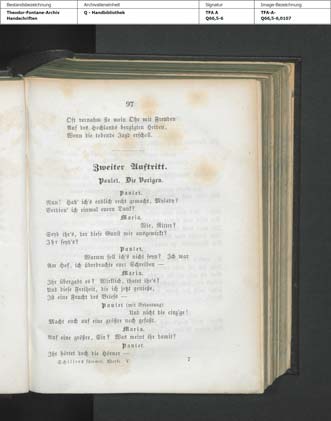 Bestandsbezeichnung
Archivalieneinheit
Signatur
Image-Bezeichnung
Theodor-Fontane-Archiv
Handschriften
Q - Handbibliothek
TFA A
Q66,5-6
TFA-A-
Q66,5-6,0107
97
Oft vernahm sie mein Ohr mit Freuden
Auf des Hochlands bergigten Heiden,
Wenn die tobende Jagd erscholl.
Zweiter Auftritt.
Paulet. Die Vorigen.
Paulet.
Nun! Hab' ich's endlich recht gemacht, Mylady?
Verdien' ich einmal euern Dank?
Maria.
Wie, Ritter?
Seyd ihr's, der diese Gunst mir ausgewirkt?
Ihr seyd's?
Paulet.
Warum soll ich's nicht seyn? Ich war
Am Hof, ich überbrachte euer Schreiben —
Maria.
Ihr übergabt es? Wirklich, thatet ihr's?
Und diese Freiheit, die ich jetzt genieße,
Ist eine Frucht des Briefs —
Paulet (mit Bedeutung)
Und nicht die einz'ge!
Macht euch auf eine größre noch gefaßt.
Maria.
Auf eine größre, Sir? Was meint ihr damit?
Paulet.
Ihr hörtet doch die Hörner —
Schillers sämmtl. Werke. V.
7